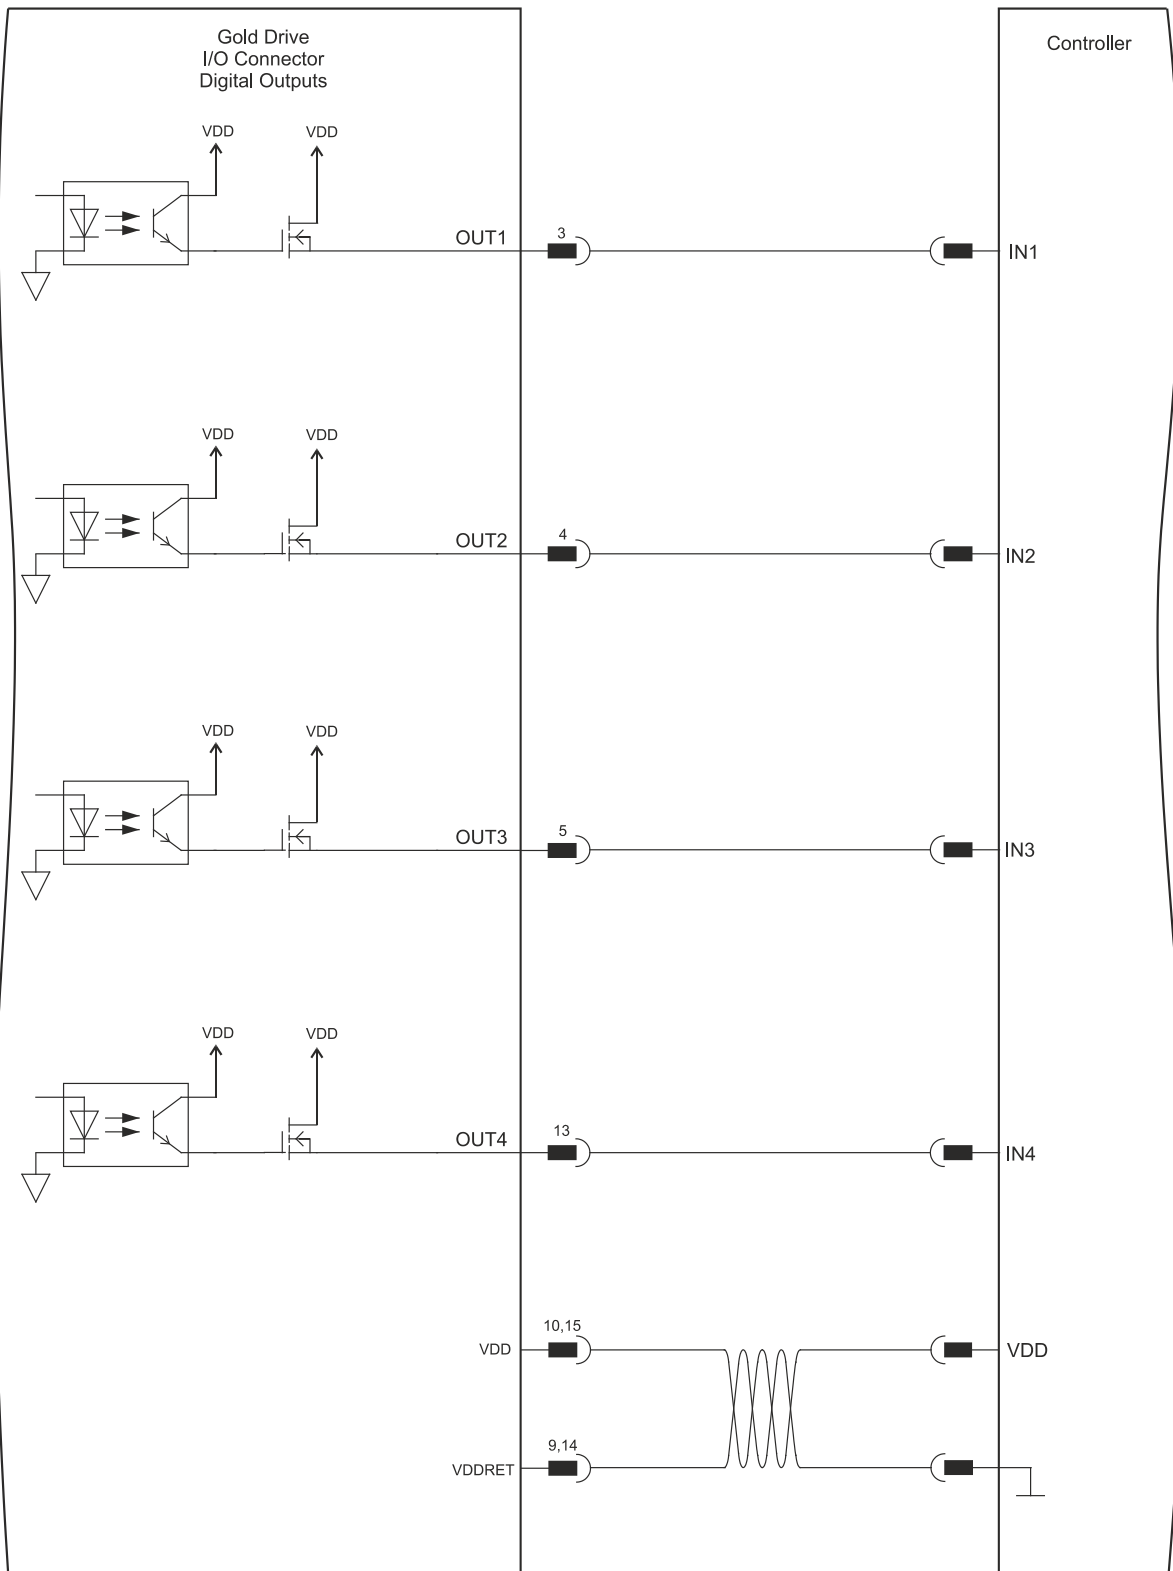 Gold Drive
I/O Connector
Digital Outputs
Controller
VDD
VDD
OUT1
3
IN1
VDD
VDD
OUT2
4
IN2
VDD
VDD
OUT3
5
IN3
VDD
VDD
OUT4
13
IN4
VDD
10,15
VDD
VDDRET
9,14